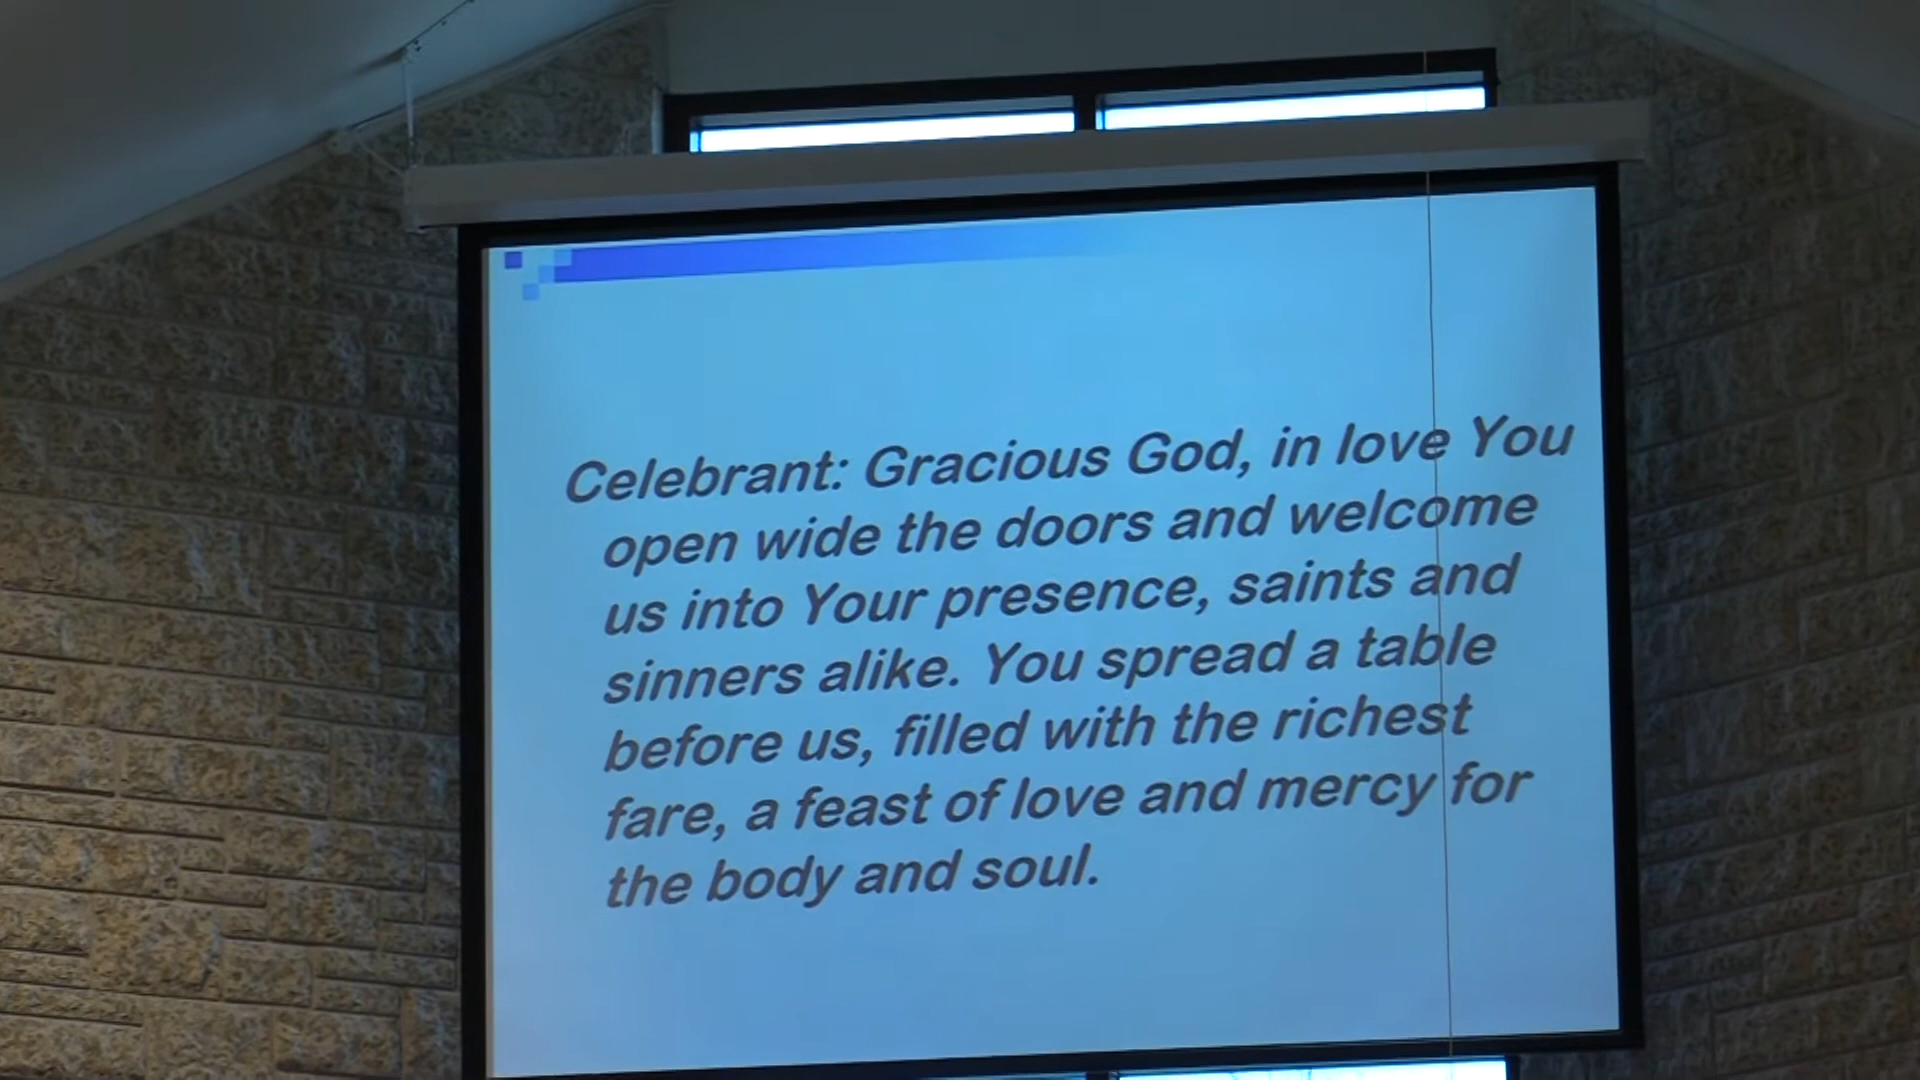 Celebrant: Gracious God, in love You
open wide the doors and welcome
us into Your presence, saints and
sinners alike. You spread a table
before us, filled with the richest
fare, a feast of love and mercy for
the body and soul.